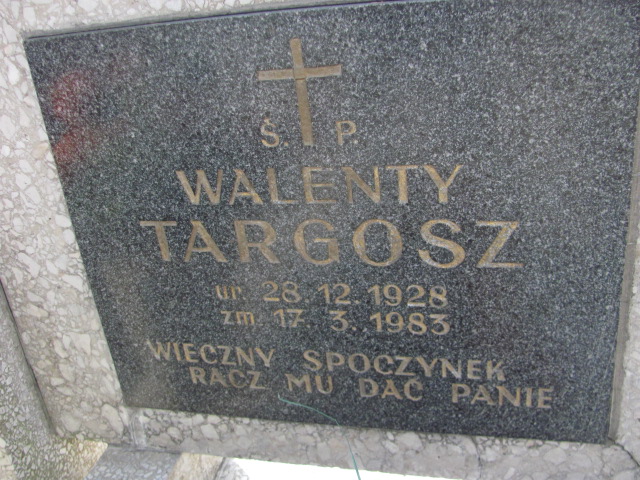 Ś. P.
WALENTY
TARGOSZ
ur. 28. 12. 1928
zm. 17. 3. 1983
WIECZNY SPOCZYNEK
RACZ MU DAĆ PANIE